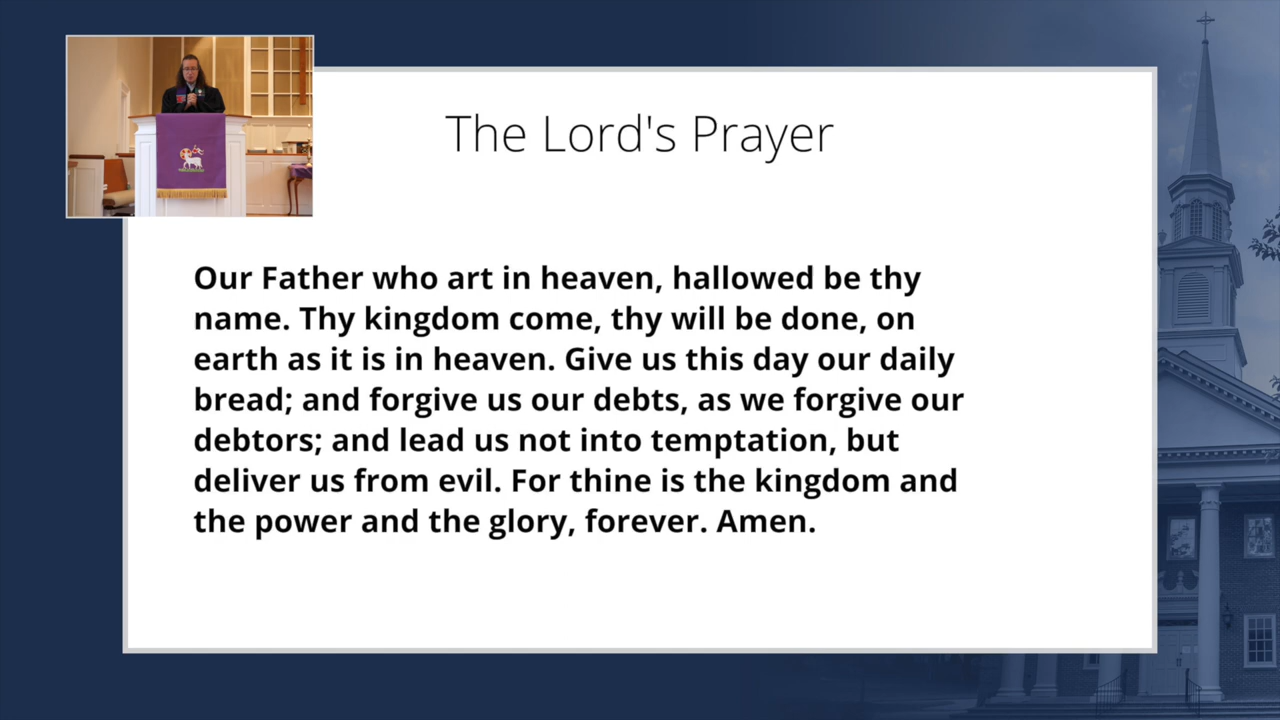 The Lord's Prayer
Our Father who art in heaven, hallowed be thy
name. Thy kingdom come, thy will be done, on
earth as it is in heaven. Give us this day our daily
bread; and forgive us our debts, as we forgive our
debtors; and lead us not into temptation, but
deliver us from evil. For thine is the kingdom and
the power and the glory, forever. Amen.